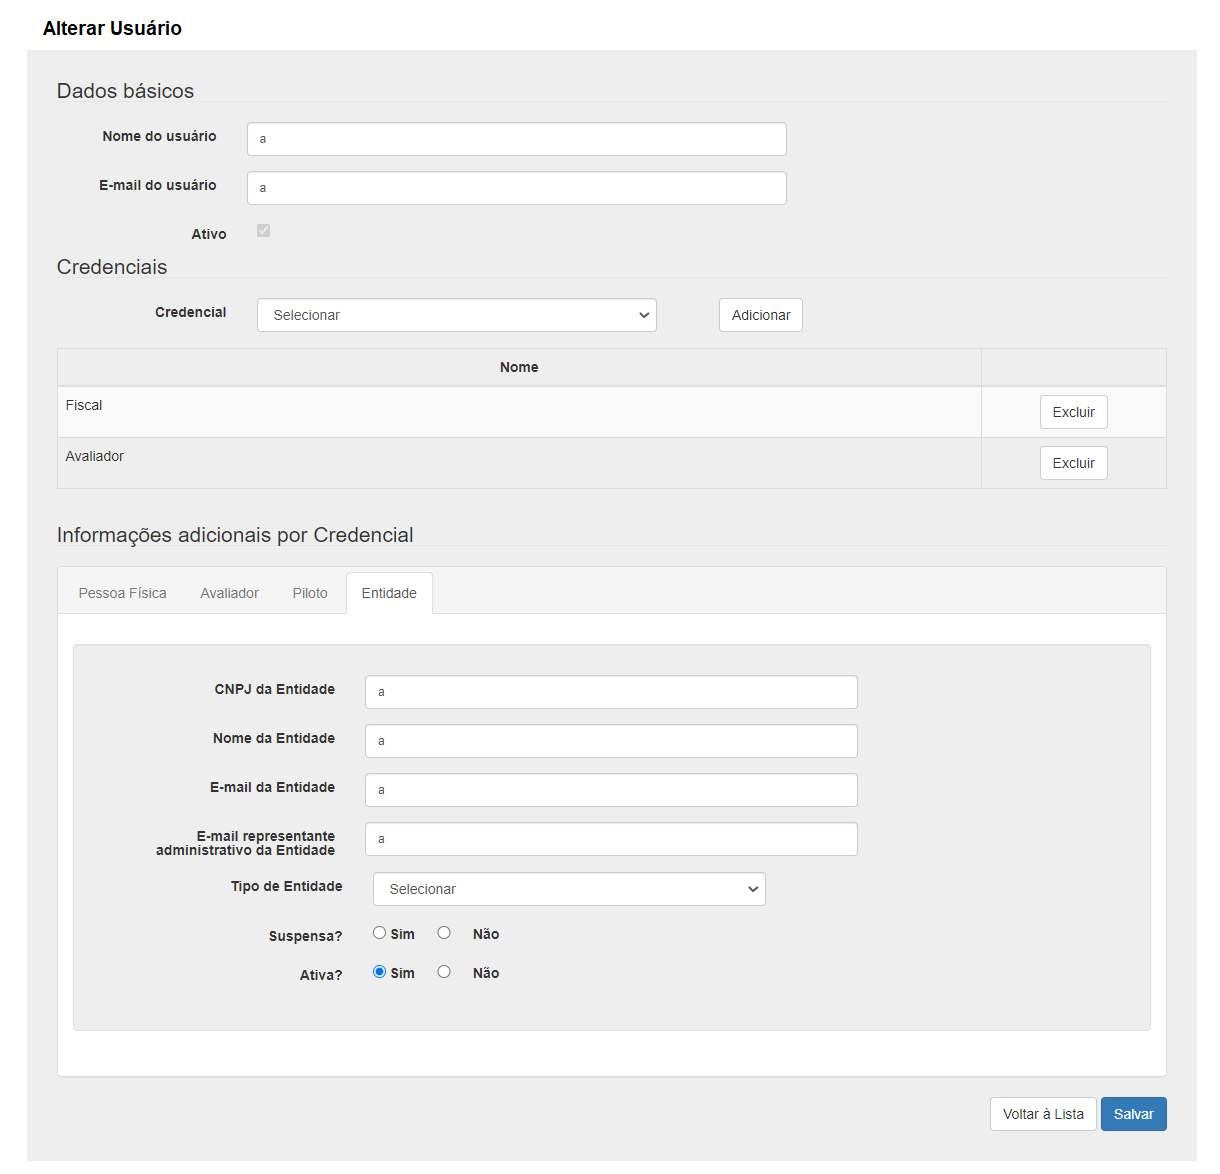 Alterar Usuário
Dados básicos
Nome do usuário a
E-mail do usuário a
Ativo
Credenciais
Credencial Selecionar Adicionar
Nome
Fiscal Excluir
Avaliador Excluir
Informações adicionais por Credencial
Pessoa Física Avaliador Piloto Entidade
CNPJ da Entidade a
Nome da Entidade a
E-mail da Entidade a
E-mail representante
administrativo da Entidade a
Tipo de Entidade Selecionar
Suspensa? Sim Não
Ativa? Sim Não
Voltar à Lista Salvar